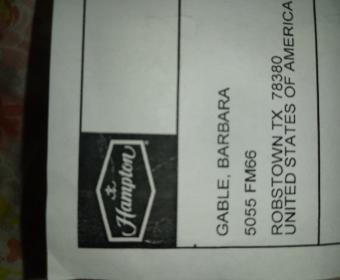 Hampton
GABLE, BARBARA
5055 FM66
ROBSTOWN TX 78380
UNITED STATES OF AMERICA